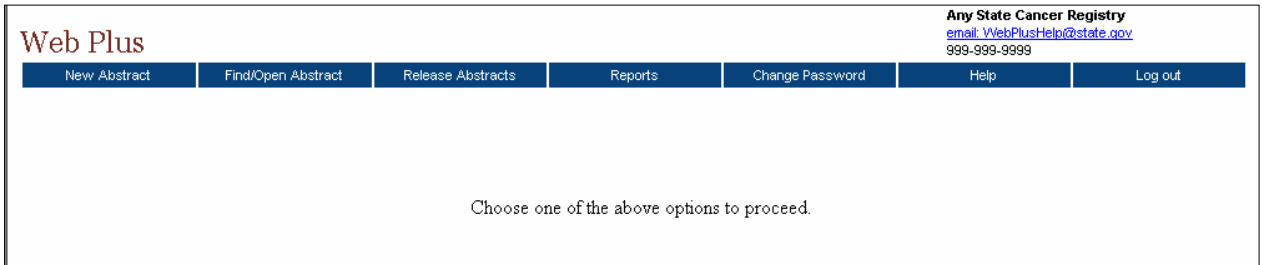 Web Plus
Any State Cancer Registry
email: WebPlusHelp@state.gov
999-999-9999
New Abstract Find/Open Abstract Release Abstracts Reports Change Password Help Log out
Choose one of the above options to proceed.